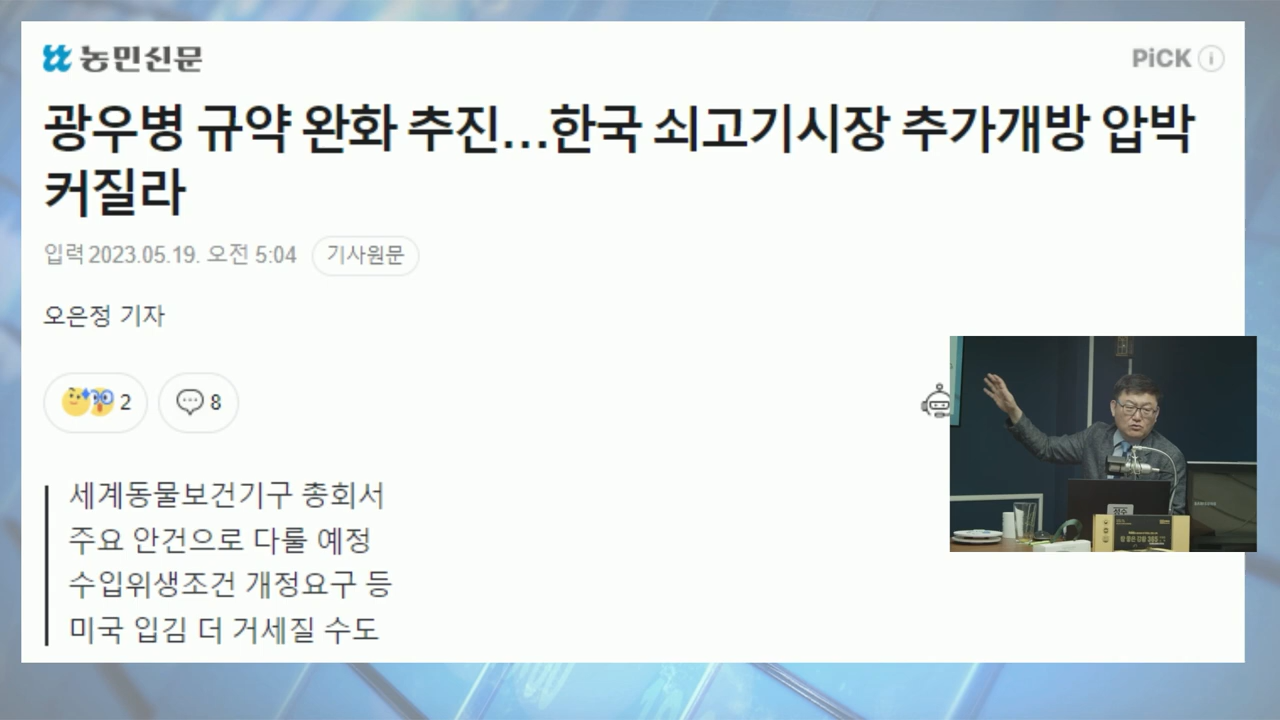 농민신문
PiCK
광우병 규약 완화 추진…한국 쇠고기시장 추가개방 압박
커질라
입력 2023.05.19. 오전 5:04 기사원문
오은정 기자
2
8
세계동물보건기구 총회서
주요 안건으로 다룰 예정
수입위생조건 개정요구 등
미국 입김 더 거세질 수도
SAMSUNG